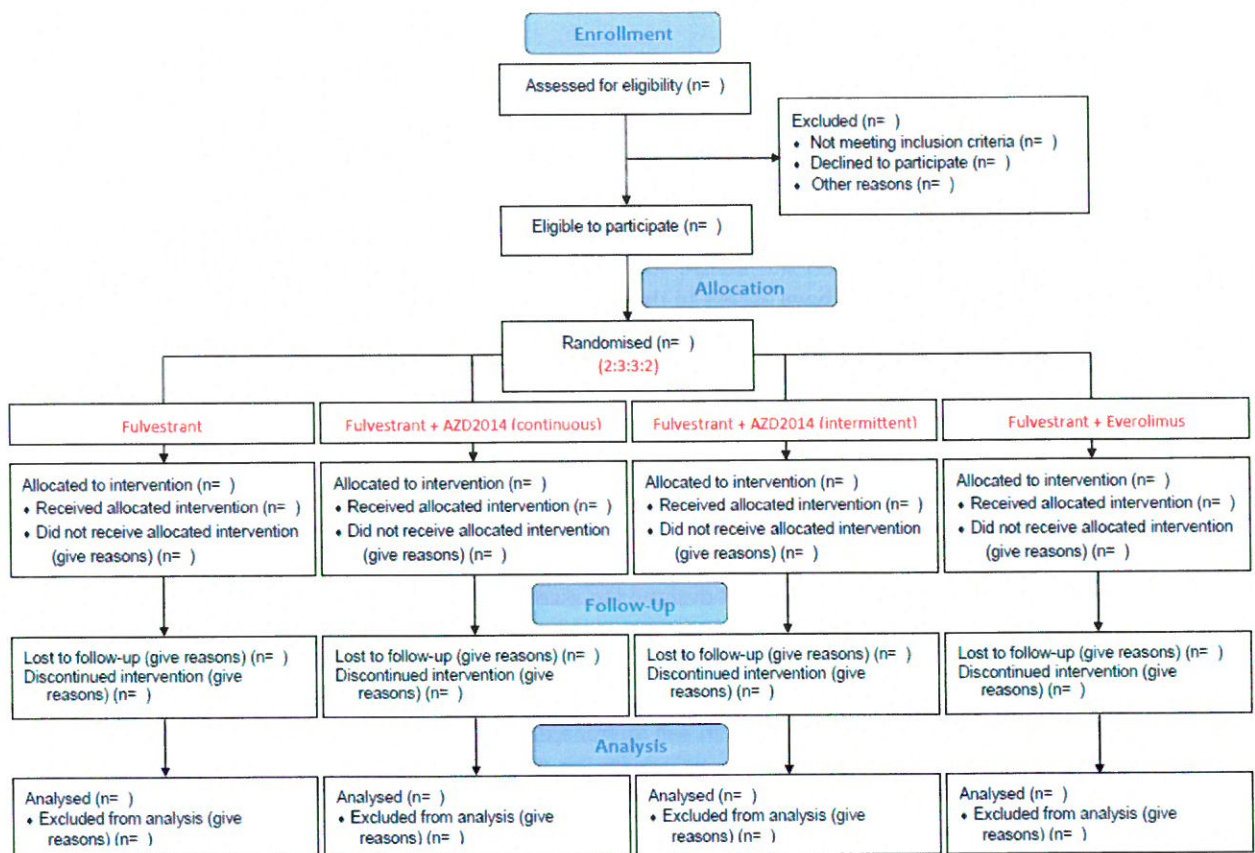 Enrollment
Assessed for eligibility (n= )
Excluded (n= )
♦ Not meeting inclusion criteria (n= )
♦ Declined to participate (n= )
♦ Other reasons (n= )
Eligible to participate (n= )
Allocation
Randomised (n= )
(2:3:3:2)
Fulvestrant
Fulvestrant + AZD2014 (continuous)
Fulvestrant + AZD2014 (intermittent)
Fulvestrant + Everolimus
Allocated to intervention (n= )
♦ Received allocated intervention (n= )
♦ Did not receive allocated intervention
(give reasons) (n= )
Allocated to intervention (n= )
♦ Received allocated intervention (n= )
♦ Did not receive allocated intervention
(give reasons) (n= )
Allocated to intervention (n= )
♦ Received allocated intervention (n= )
♦ Did not receive allocated intervention
(give reasons) (n= )
Allocated to intervention (n= )
♦ Received allocated intervention (n= )
♦ Did not receive allocated intervention
(give reasons) (n= )
Follow-Up
Lost to follow-up (give reasons) (n= )
Discontinued intervention (give
reasons) (n= )
Lost to follow-up (give reasons) (n= )
Discontinued intervention (give
reasons) (n= )
Lost to follow-up (give reasons) (n= )
Discontinued intervention (give
reasons) (n= )
Lost to follow-up (give reasons) (n= )
Discontinued intervention (give
reasons) (n= )
Analysis
Analysed (n= )
♦ Excluded from analysis (give
reasons) (n= )
Analysed (n= )
♦ Excluded from analysis (give
reasons) (n= )
Analysed (n= )
♦ Excluded from analysis (give
reasons) (n= )
Analysed (n= )
♦ Excluded from analysis (give
reasons) (n= )